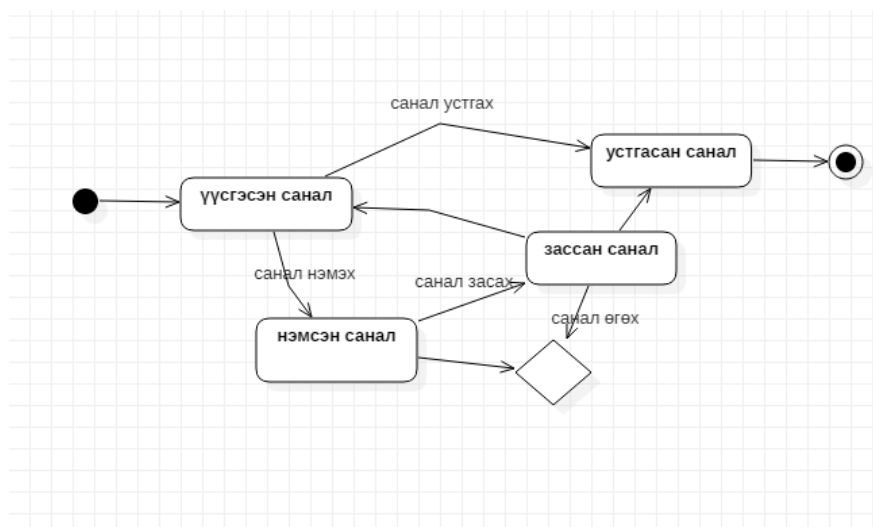 санал устгах
устгасан санал
үүсгэсэн санал
зассан санал
санал нэмэх
санал засах
санал өгөх
нэмсэн санал